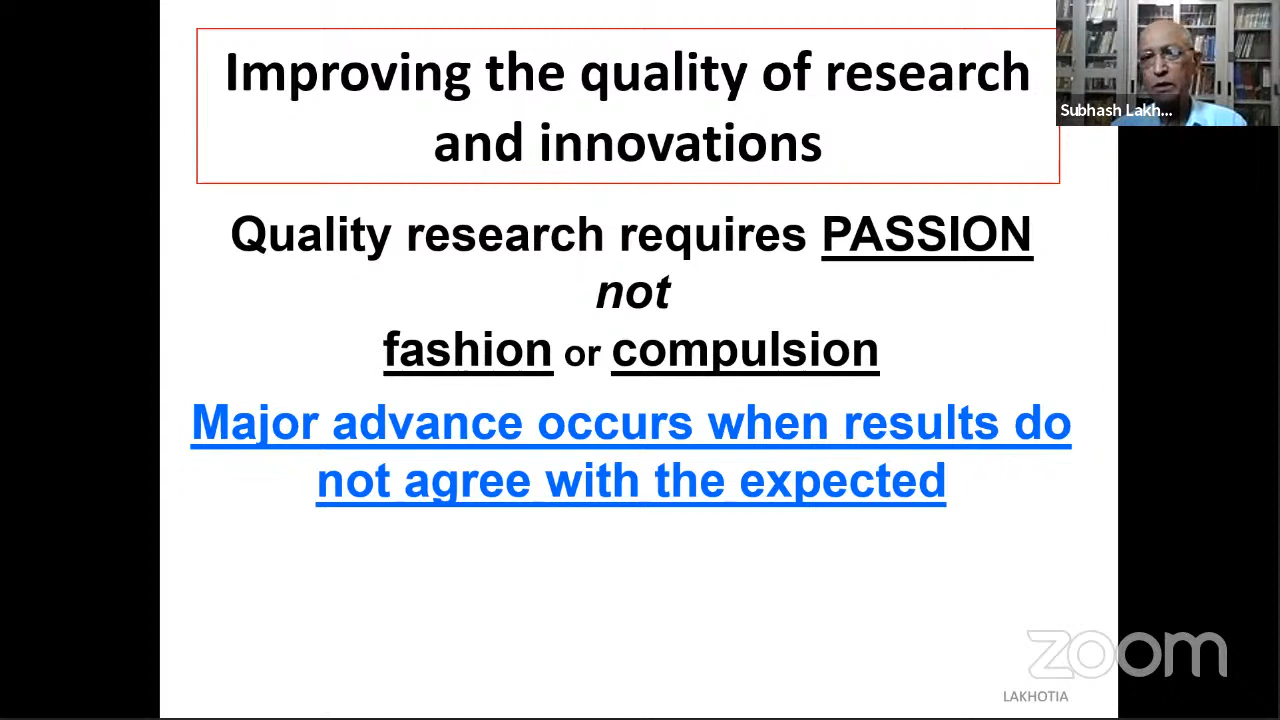 Improving the quality of research
and innovations
Subhash Lakh...
Quality research requires PASSION
not
fashion or compulsion
Major advance occurs when results do
not agree with the expected
zoom
LAKHOTIA